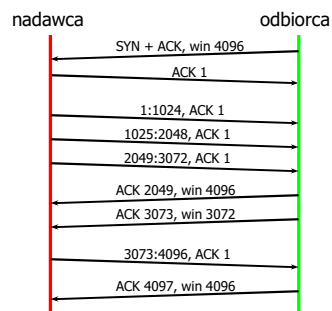 nadawca odbiorca
SYN + ACK, win 4096
ACK 1
1:1024, ACK 1
1025:2048, ACK 1
2049:3072, ACK 1
ACK 2049, win 4096
ACK 3073, win 3072
3073:4096, ACK 1
ACK 4097, win 4096